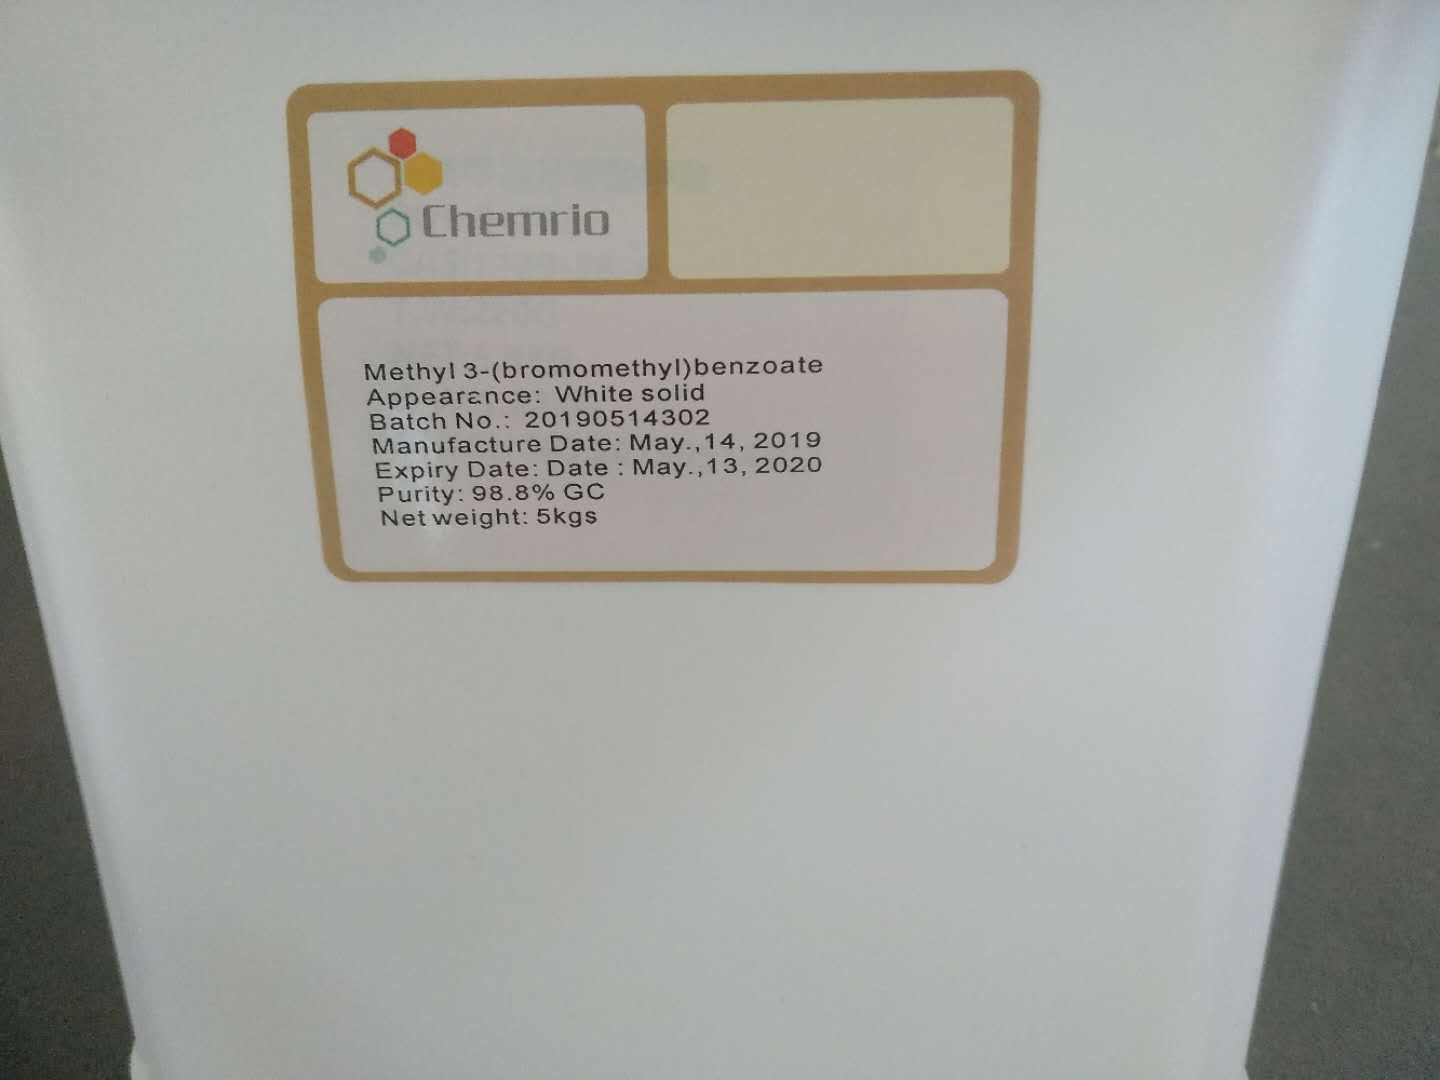 Chemrio
Methyl 3-(bromomethyl)benzoate
Appearance: White solid
Batch No.: 20190514302
Manufacture Date: May.,14, 2019
Expiry Date: Date : May.,13, 2020
Purity: 98.8% GC
Net weight: 5kgs